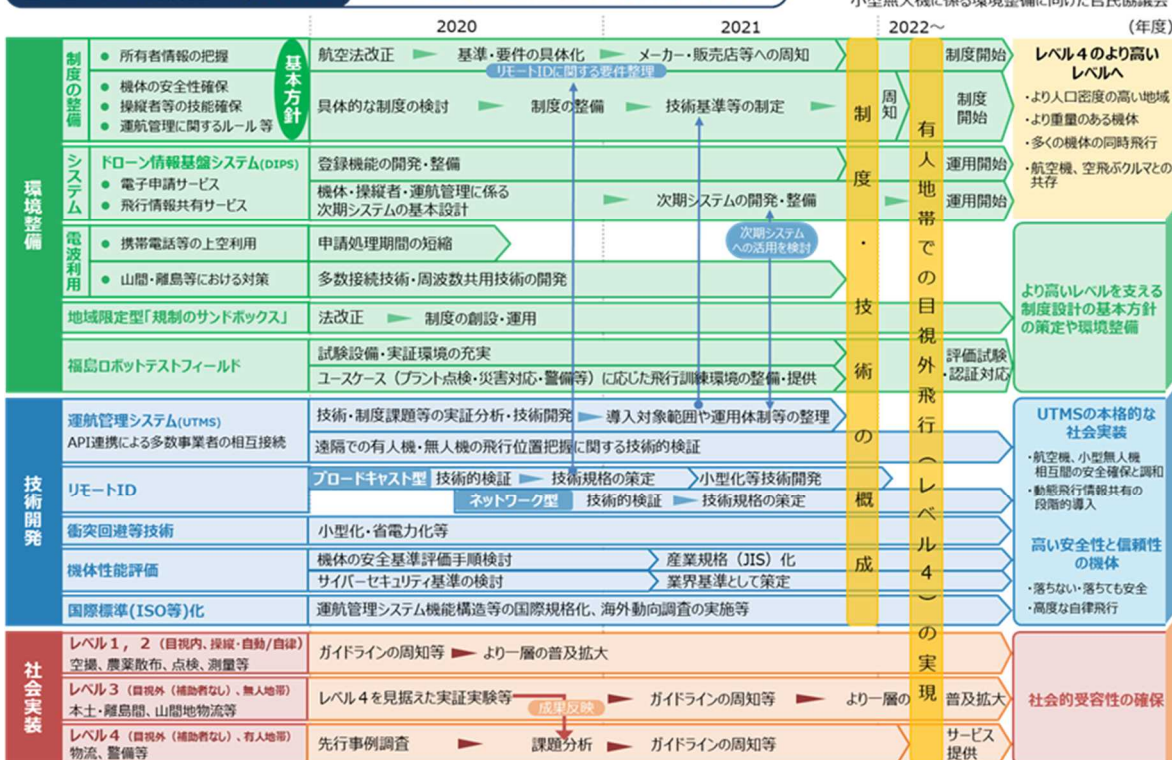 小型無人機に係る環境整備に向けた官民協議会
2020
2021
2022～
(年度)
環境整備
制度の整備
● 所有者情報の把握
● 機体の安全性確保
● 操縦者等の技能確保
● 運航管理に関するルール 等
基本方針
航空法改正
基準・要件の具体化
メーカー・販売店等への周知
制度開始
リモートIDに関する要件整理
具体的な制度の検討
制度の整備
技術基準等の制定
周知
制度開始
システム
ドローン情報基盤システム(DIPS)
● 電子申請サービス
● 飛行情報共有サービス
登録機能の開発・整備
運用開始
機体・操縦者・運航管理に係る
次期システムの基本設計
次期システムの開発・整備
運用開始
次期システム
への活用を検討
電波利用
● 携帯電話等の上空利用
申請処理期間の短縮
● 山間・離島等における対策
多数接続技術・周波数共用技術の開発
地域限定型「規制のサンドボックス」
法改正
制度の創設・運用
福島ロボットテストフィールド
試験設備・実証環境の充実
ユースケース（プラント点検・災害対応・警備等）に応じた飛行訓練環境の整備・提供
評価試験
・認証対応
制度・技術の概成
有人地帯での目視外飛行（レベル4）の実現
レベル4のより高い
レベルへ
・より人口密度の高い地域
・より重量のある機体
・多くの機体の同時飛行
・航空機、空飛ぶクルマとの
共存
より高いレベルを支える
制度設計の基本方針
の策定や環境整備
技術開発
運航管理システム(UTMS)
API連携による多数事業者の相互接続
技術・制度課題等の実証分析・技術開発
導入対象範囲や運用体制等の整理
遠隔での有人機・無人機の飛行位置把握に関する技術的検証
リモートID
ブロードキャスト型
技術的検証
技術規格の策定
小型化等技術開発
ネットワーク型
技術的検証
技術規格の策定
衝突回避等技術
小型化・省電力化等
機体性能評価
機体の安全基準評価手順検討
産業規格（JIS）化
サイバーセキュリティ基準の検討
業界基準として策定
国際標準(ISO等)化
運航管理システム機能構造等の国際規格化、海外動向調査の実施等
UTMSの本格的な
社会実装
・航空機、小型無人機
相互間の安全確保と調和
・動態飛行情報共有の
段階的導入
高い安全性と信頼性
の機体
・落ちない・落ちても安全
・高度な自律飛行
社会実装
レベル1，2（目視内、操縦・自動/自律）
空撮、農薬散布、点検、測量等
ガイドラインの周知等
より一層の普及拡大
レベル3（目視外（補助者なし）、無人地帯）
本土・離島間、山間地物流等
レベル4を見据えた実証実験等
成果反映
ガイドラインの周知等
より一層の
普及拡大
レベル4（目視外（補助者なし）、有人地帯）
物流、警備等
先行事例調査
課題分析
ガイドラインの周知等
サービス
提供
社会的受容性の確保